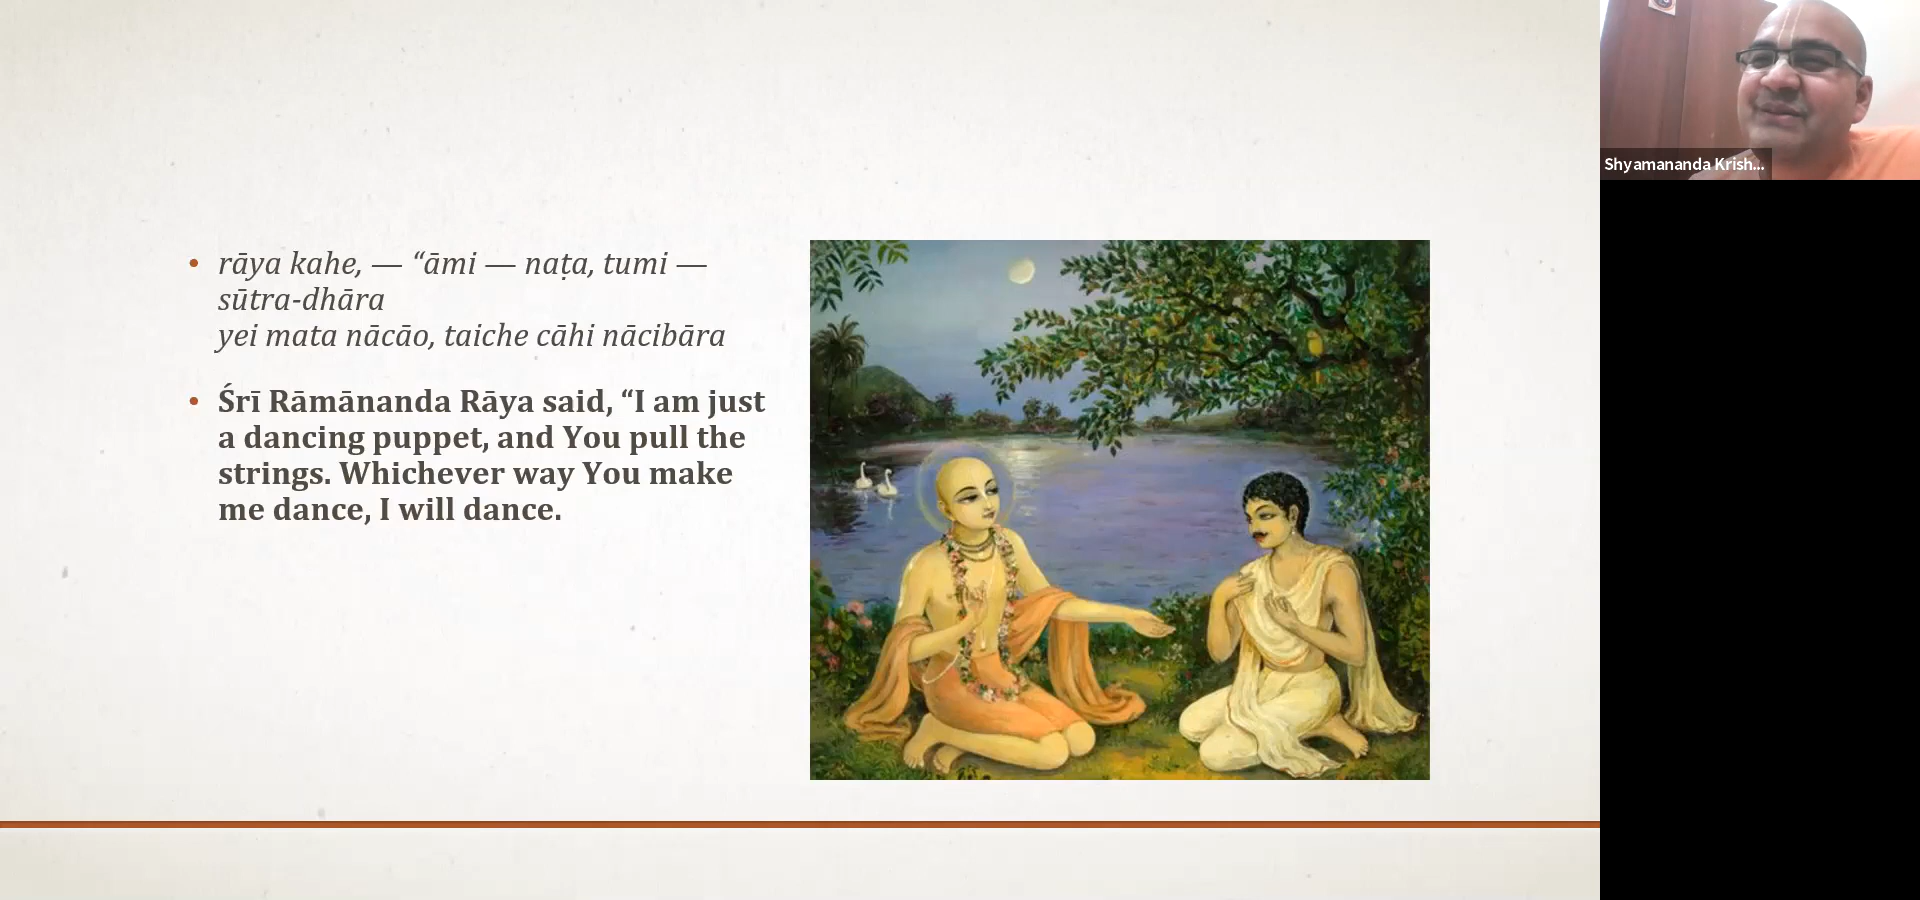 rāya kahe, — “āmi — naṭa, tumi —
sūtra-dhāra
yei mata nācāo, taiche cāhi nācibāra
Śrī Rāmānanda Rāya said, “I am just
a dancing puppet, and You pull the
strings. Whichever way You make
me dance, I will dance.
Shyamananda Krish...